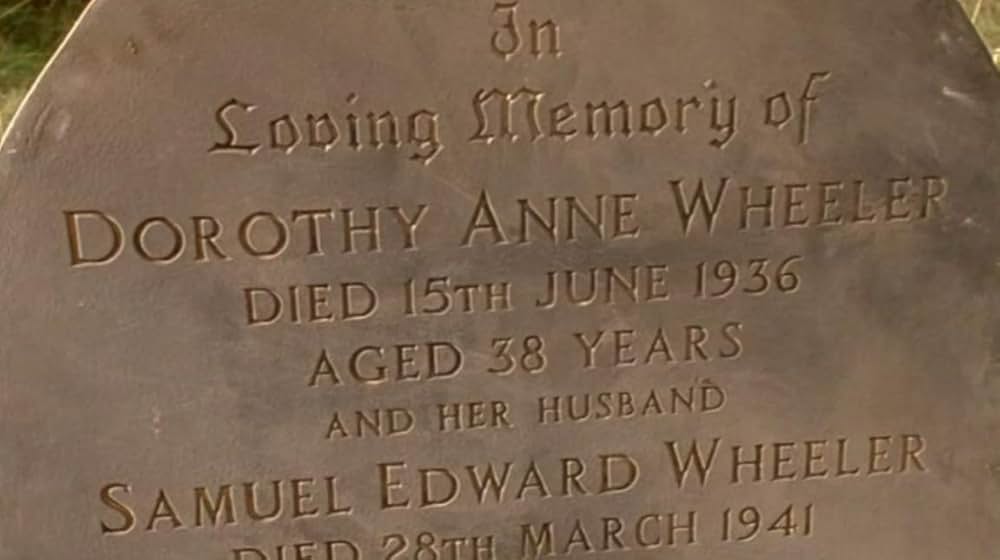 In
Loving Memory of
DOROTHY ANNE WHEELER
DIED 15TH JUNE 1936
AGED 38 YEARS
AND HER HUSBAND
SAMUEL EDWARD WHEELER
DIED 28TH MARCH 1941